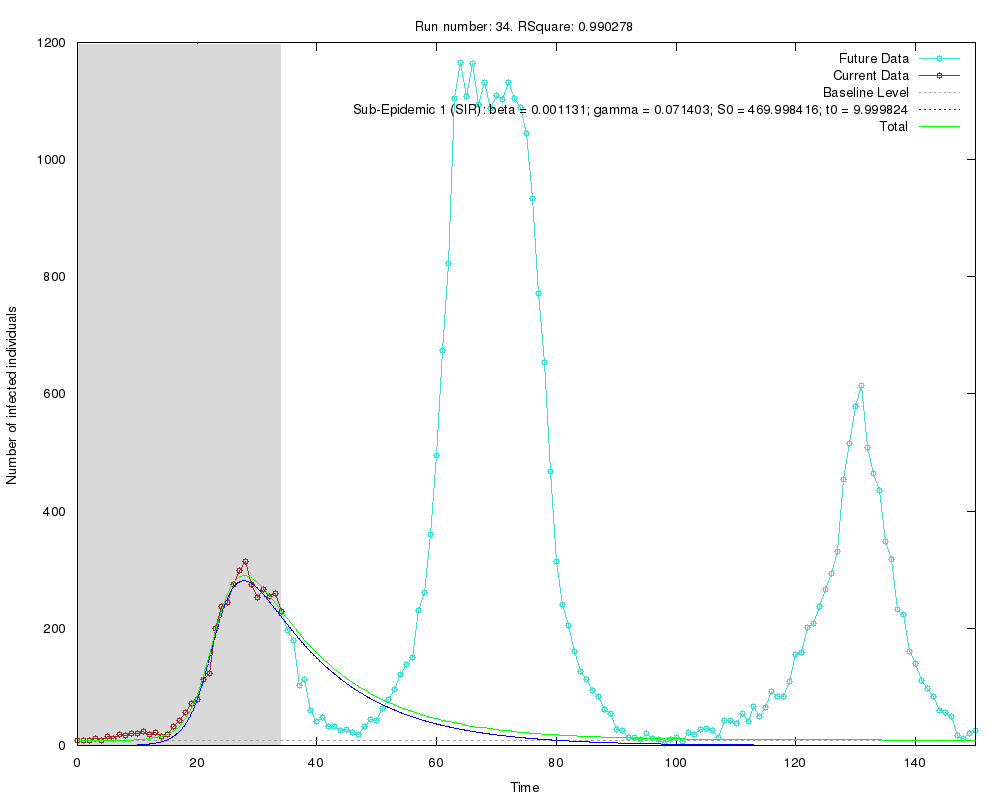 Run number: 34. RSquare: 0.990278
Future Data
Current Data
Baseline Level
Sub-Epidemic 1 (SIR): beta = 0.001131; gamma = 0.071403; S0 = 469.998416; t0 = 9.999824
Total
1200
1000
800
600
400
200
0
Number of infected individuals
0 20 40 60 80 100 120 140
Time